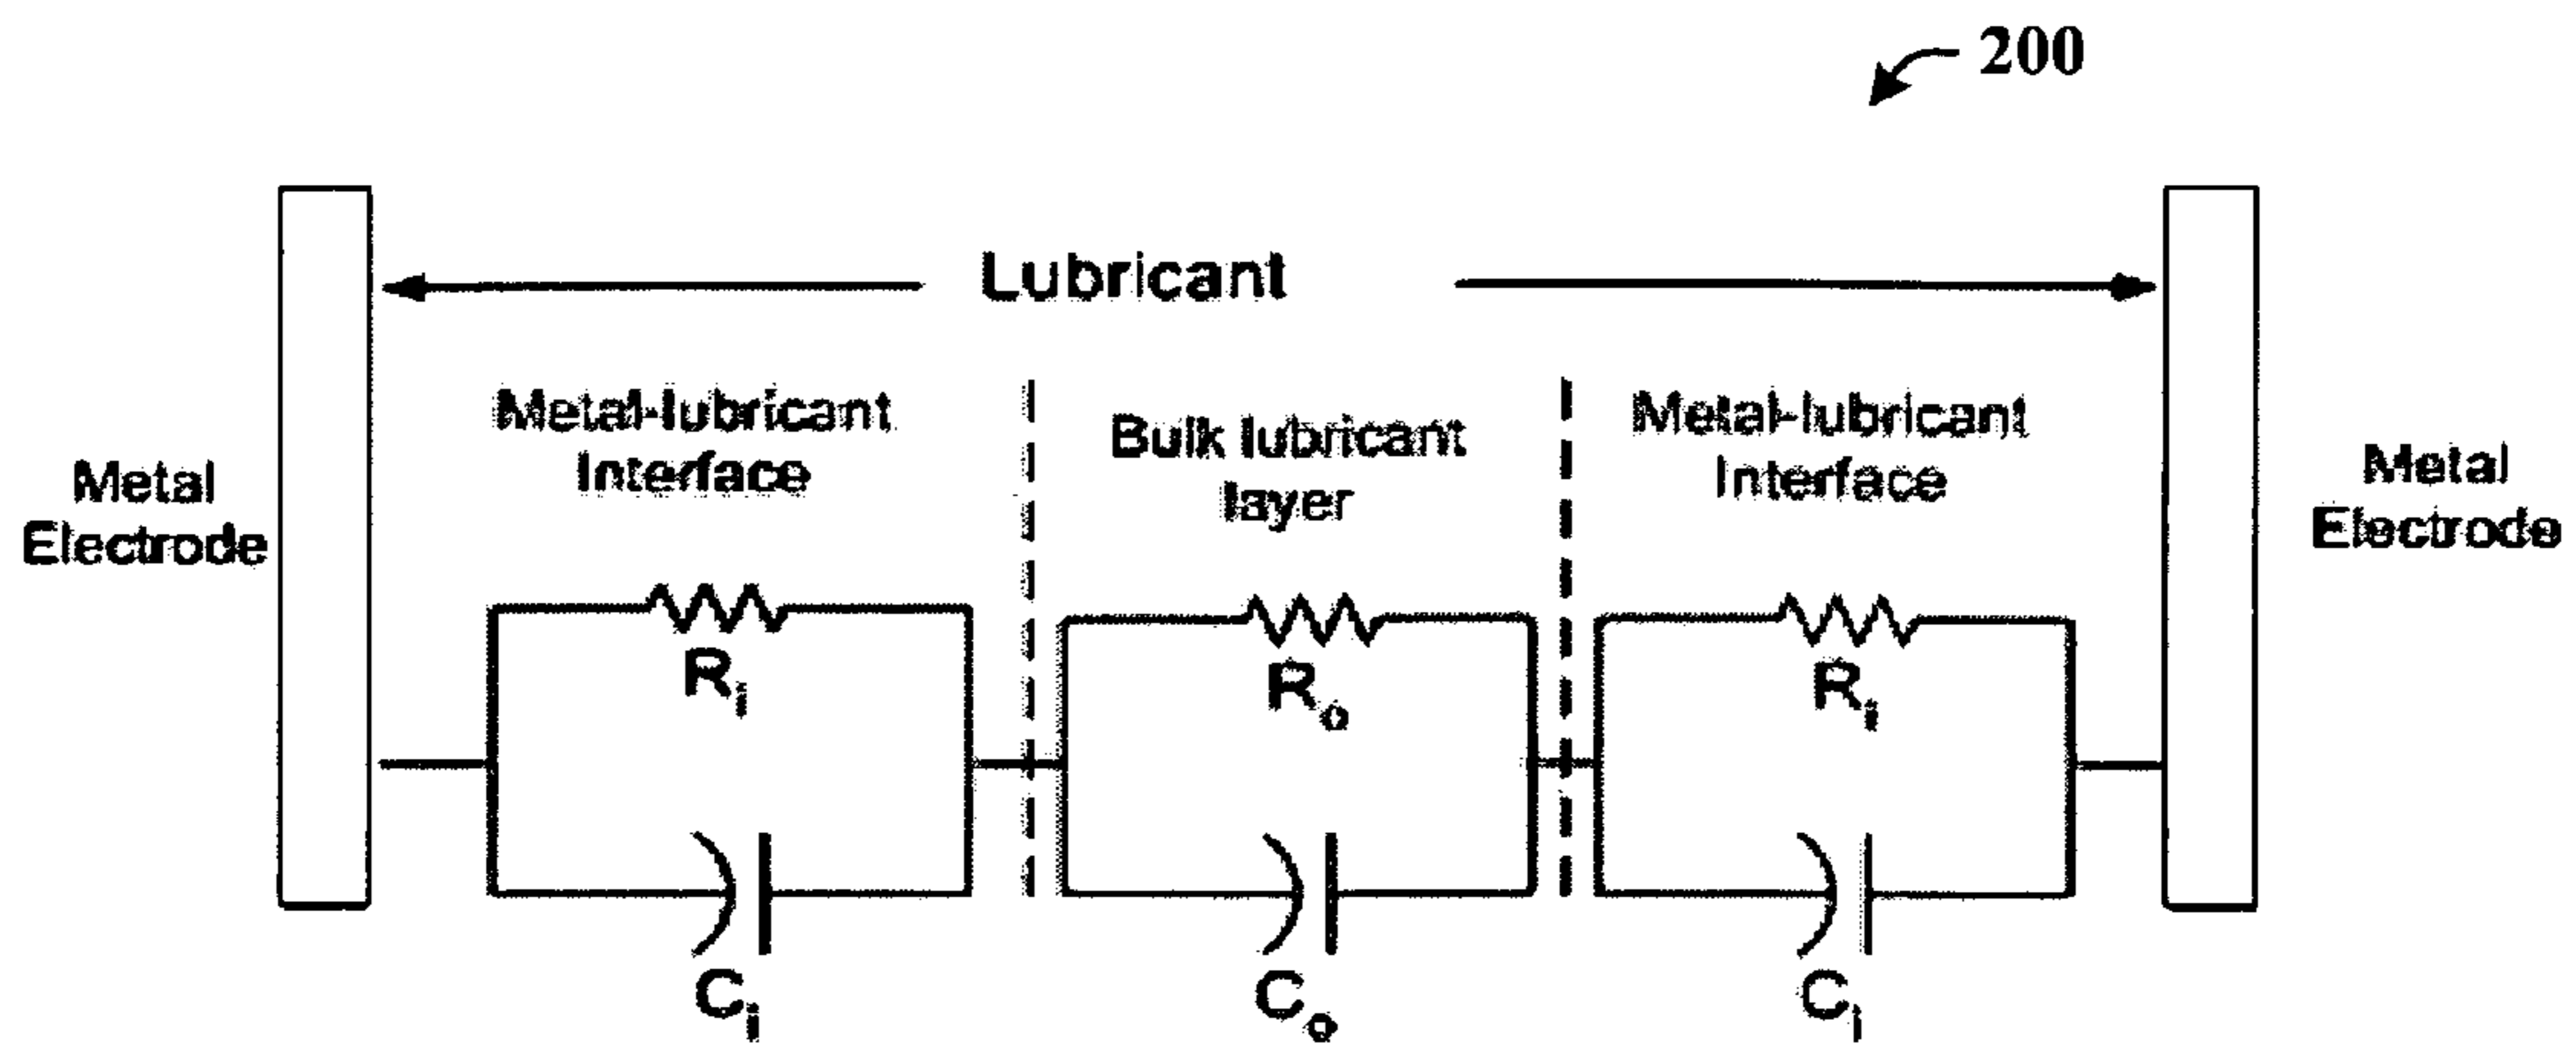 200
Lubricant
Metal-lubricant
Interface
Bulk lubricant
layer
Metal-lubricant
Interface
Metal
Electrode
Metal
Electrode
Ri
Ro
Ri
Ci
Co
Ci